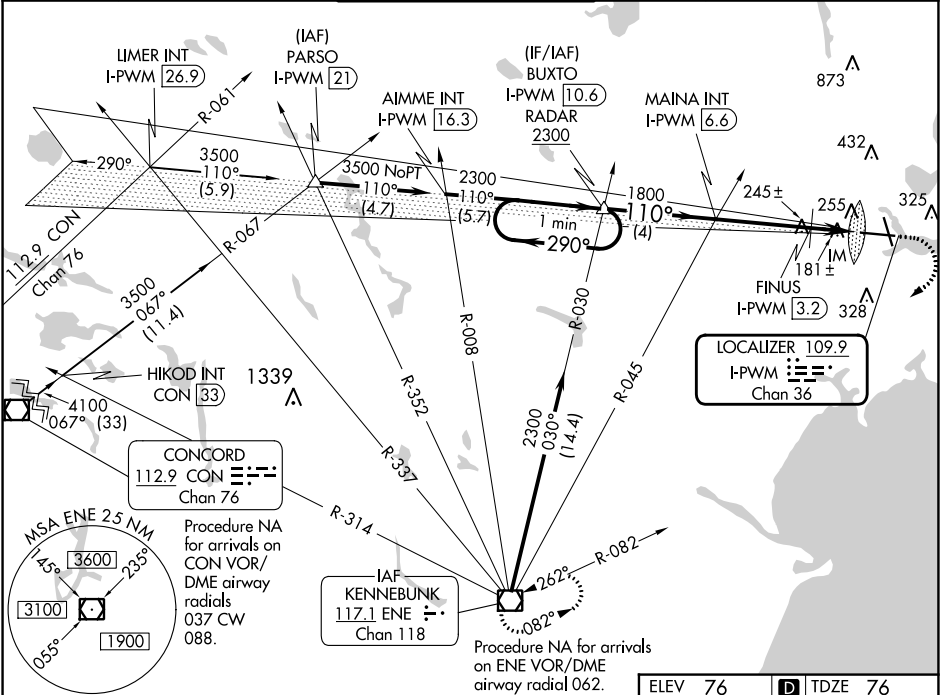 LIMER INT
I-PWM 26.9
(IAF)
PARSO
I-PWM 21
AIMME INT
I-PWM 16.3
(IF/IAF)
BUXTO
I-PWM 10.6
RADAR
2300
MAINA INT
I-PWM 6.6
873
432
325
255
245±
181±
328
IM
FINUS
I-PWM 3.2
R-061
290°
3500
110°
(5.9)
3500 NoPT
110°
(4.7)
2300
110°
(5.7)
1800
110°
(4)
1 min
290°
R-067
112.9 CON
Chan 76
3500
067°
(11.4)
HIKOD INT
CON 33
1339
4100
067° (33)
R-008
R-030
R-045
R-352
R-337
R-314
2300
030°
(14.4)
LOCALIZER 109.9
I-PWM
Chan 36
CONCORD
112.9 CON
Chan 76
MSA ENE 25 NM
145°
3600
235°
3100
1900
055°
Procedure NA
for arrivals on
CON VOR/
DME airway
radials
037 CW
088.
IAF
KENNEBUNK
117.1 ENE
Chan 118
262°
R-082
082°
Procedure NA for arrivals
on ENE VOR/DME
airway radial 062.
ELEV 76
D
TDZE 76